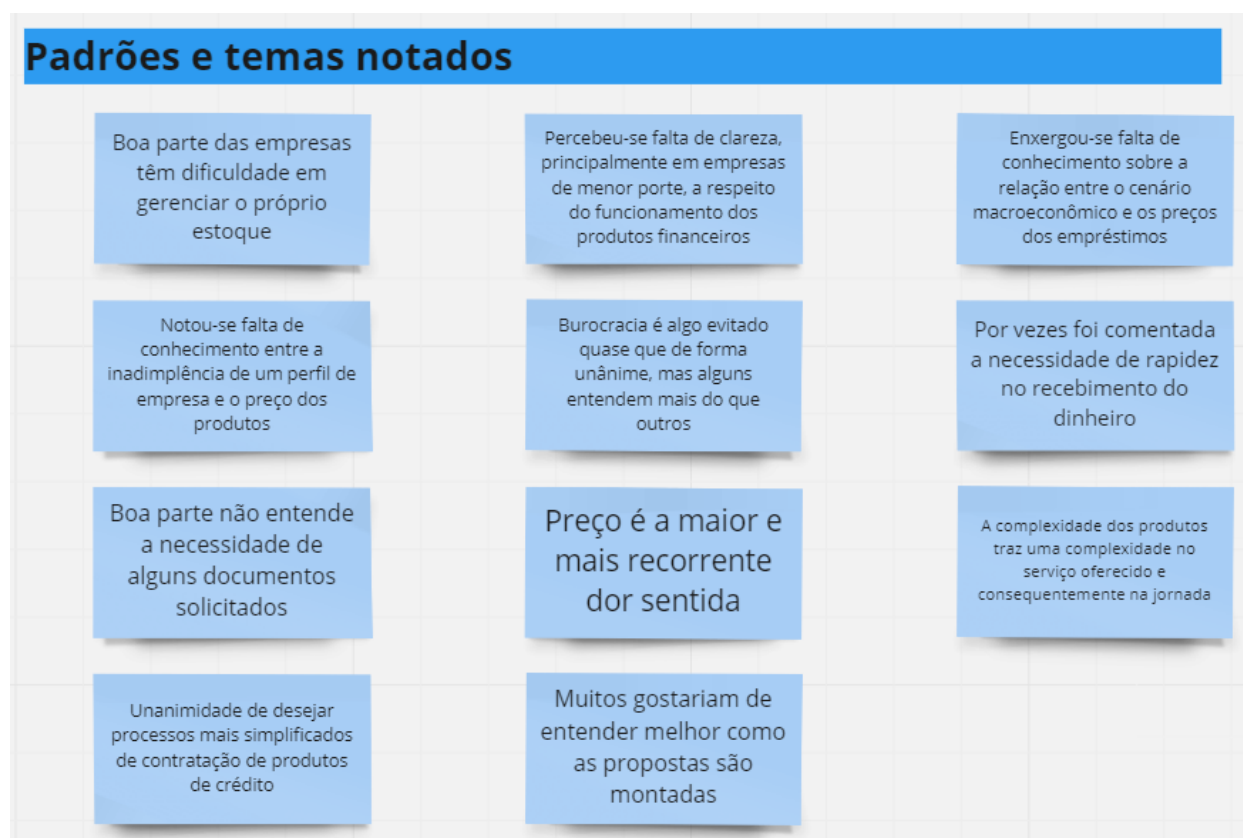 Padrões e temas notados
Boa parte das empresas
têm dificuldade em
gerenciar o próprio
estoque
Percebeu-se falta de clareza,
principalmente em empresas
de menor porte, a respeito
do funcionamento dos
produtos financeiros
Enxergou-se falta de
conhecimento sobre a
relação entre o cenário
macroeconômico e os preços
dos empréstimos
Notou-se falta de
conhecimento entre a
inadimplência de um perfil de
empresa e o preço dos
produtos
Burocracia é algo evitado
quase que de forma
unânime, mas alguns
entendem mais do que
outros
Por vezes foi comentada
a necessidade de rapidez
no recebimento do
dinheiro
Boa parte não entende
a necessidade de
alguns documentos
solicitados
Preço é a maior e
mais recorrente
dor sentida
A complexidade dos produtos
traz uma complexidade no
serviço oferecido e
consequentemente na jornada
Unanimidade de desejar
processos mais simplificados
de contratação de produtos
de crédito
Muitos gostariam de
entender melhor como
as propostas são
montadas